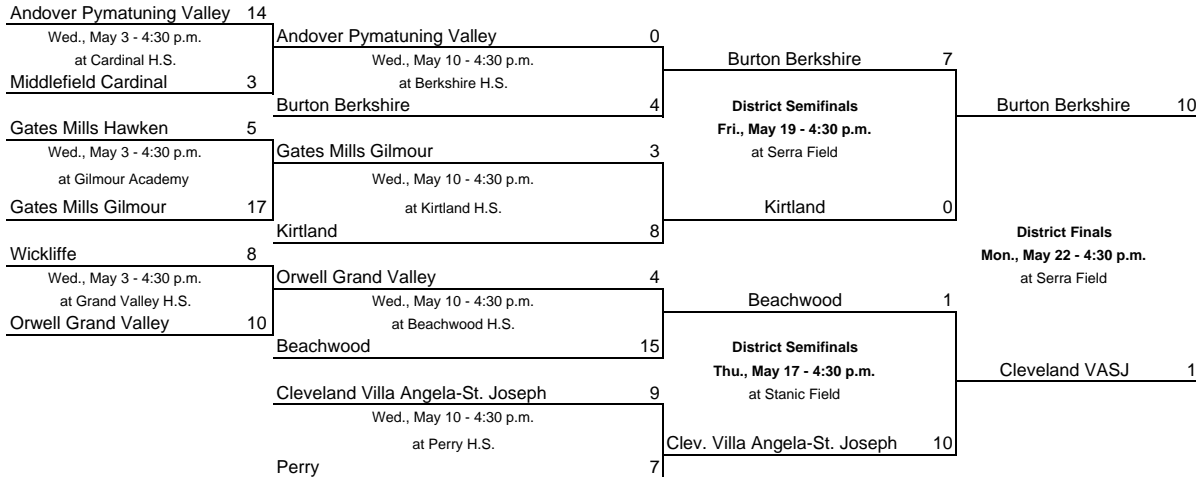 Andover Pymatuning Valley 14
Wed., May 3 - 4:30 p.m.
at Cardinal H.S.
Middlefield Cardinal 3
Gates Mills Hawken 5
Wed., May 3 - 4:30 p.m.
at Gilmour Academy
Gates Mills Gilmour 17
Wickliffe 8
Wed., May 3 - 4:30 p.m.
at Grand Valley H.S.
Orwell Grand Valley 10
Andover Pymatuning Valley 0
Wed., May 10 - 4:30 p.m.
at Berkshire H.S.
Burton Berkshire 4
Gates Mills Gilmour 3
Wed., May 10 - 4:30 p.m.
at Kirtland H.S.
Kirtland 8
Orwell Grand Valley 4
Wed., May 10 - 4:30 p.m.
at Beachwood H.S.
Beachwood 15
Cleveland Villa Angela-St. Joseph 9
Wed., May 10 - 4:30 p.m.
at Perry H.S.
Perry 7
Burton Berkshire 7
District Semifinals
Fri., May 19 - 4:30 p.m.
at Serra Field
Kirtland 0
Beachwood 1
District Semifinals
Thu., May 17 - 4:30 p.m.
at Stanic Field
Clev. Villa Angela-St. Joseph 10
Burton Berkshire 10
District Finals
Mon., May 22 - 4:30 p.m.
at Serra Field
Cleveland VASJ 1